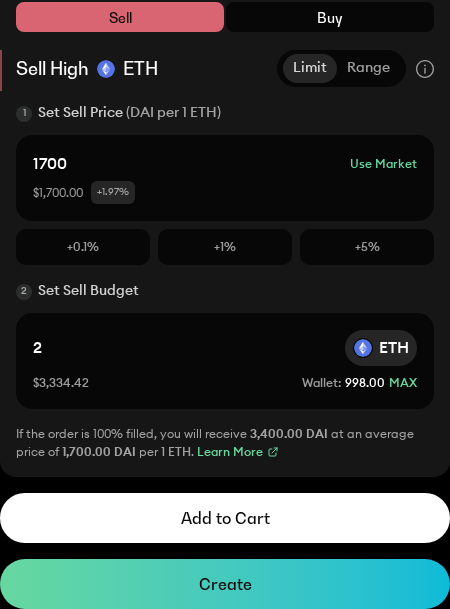 Sell Buy
Sell High ETH Limit Range i
1 Set Sell Price (DAI per 1 ETH)
1700 Use Market
$1,700.00 +1.97%
+0.1% +1% +5%
2 Set Sell Budget
2 ETH
$3,334.42 Wallet: 998.00 MAX
If the order is 100% filled, you will receive 3,400.00 DAI at an average
price of 1,700.00 DAI per 1 ETH. Learn More
Add to Cart
Create